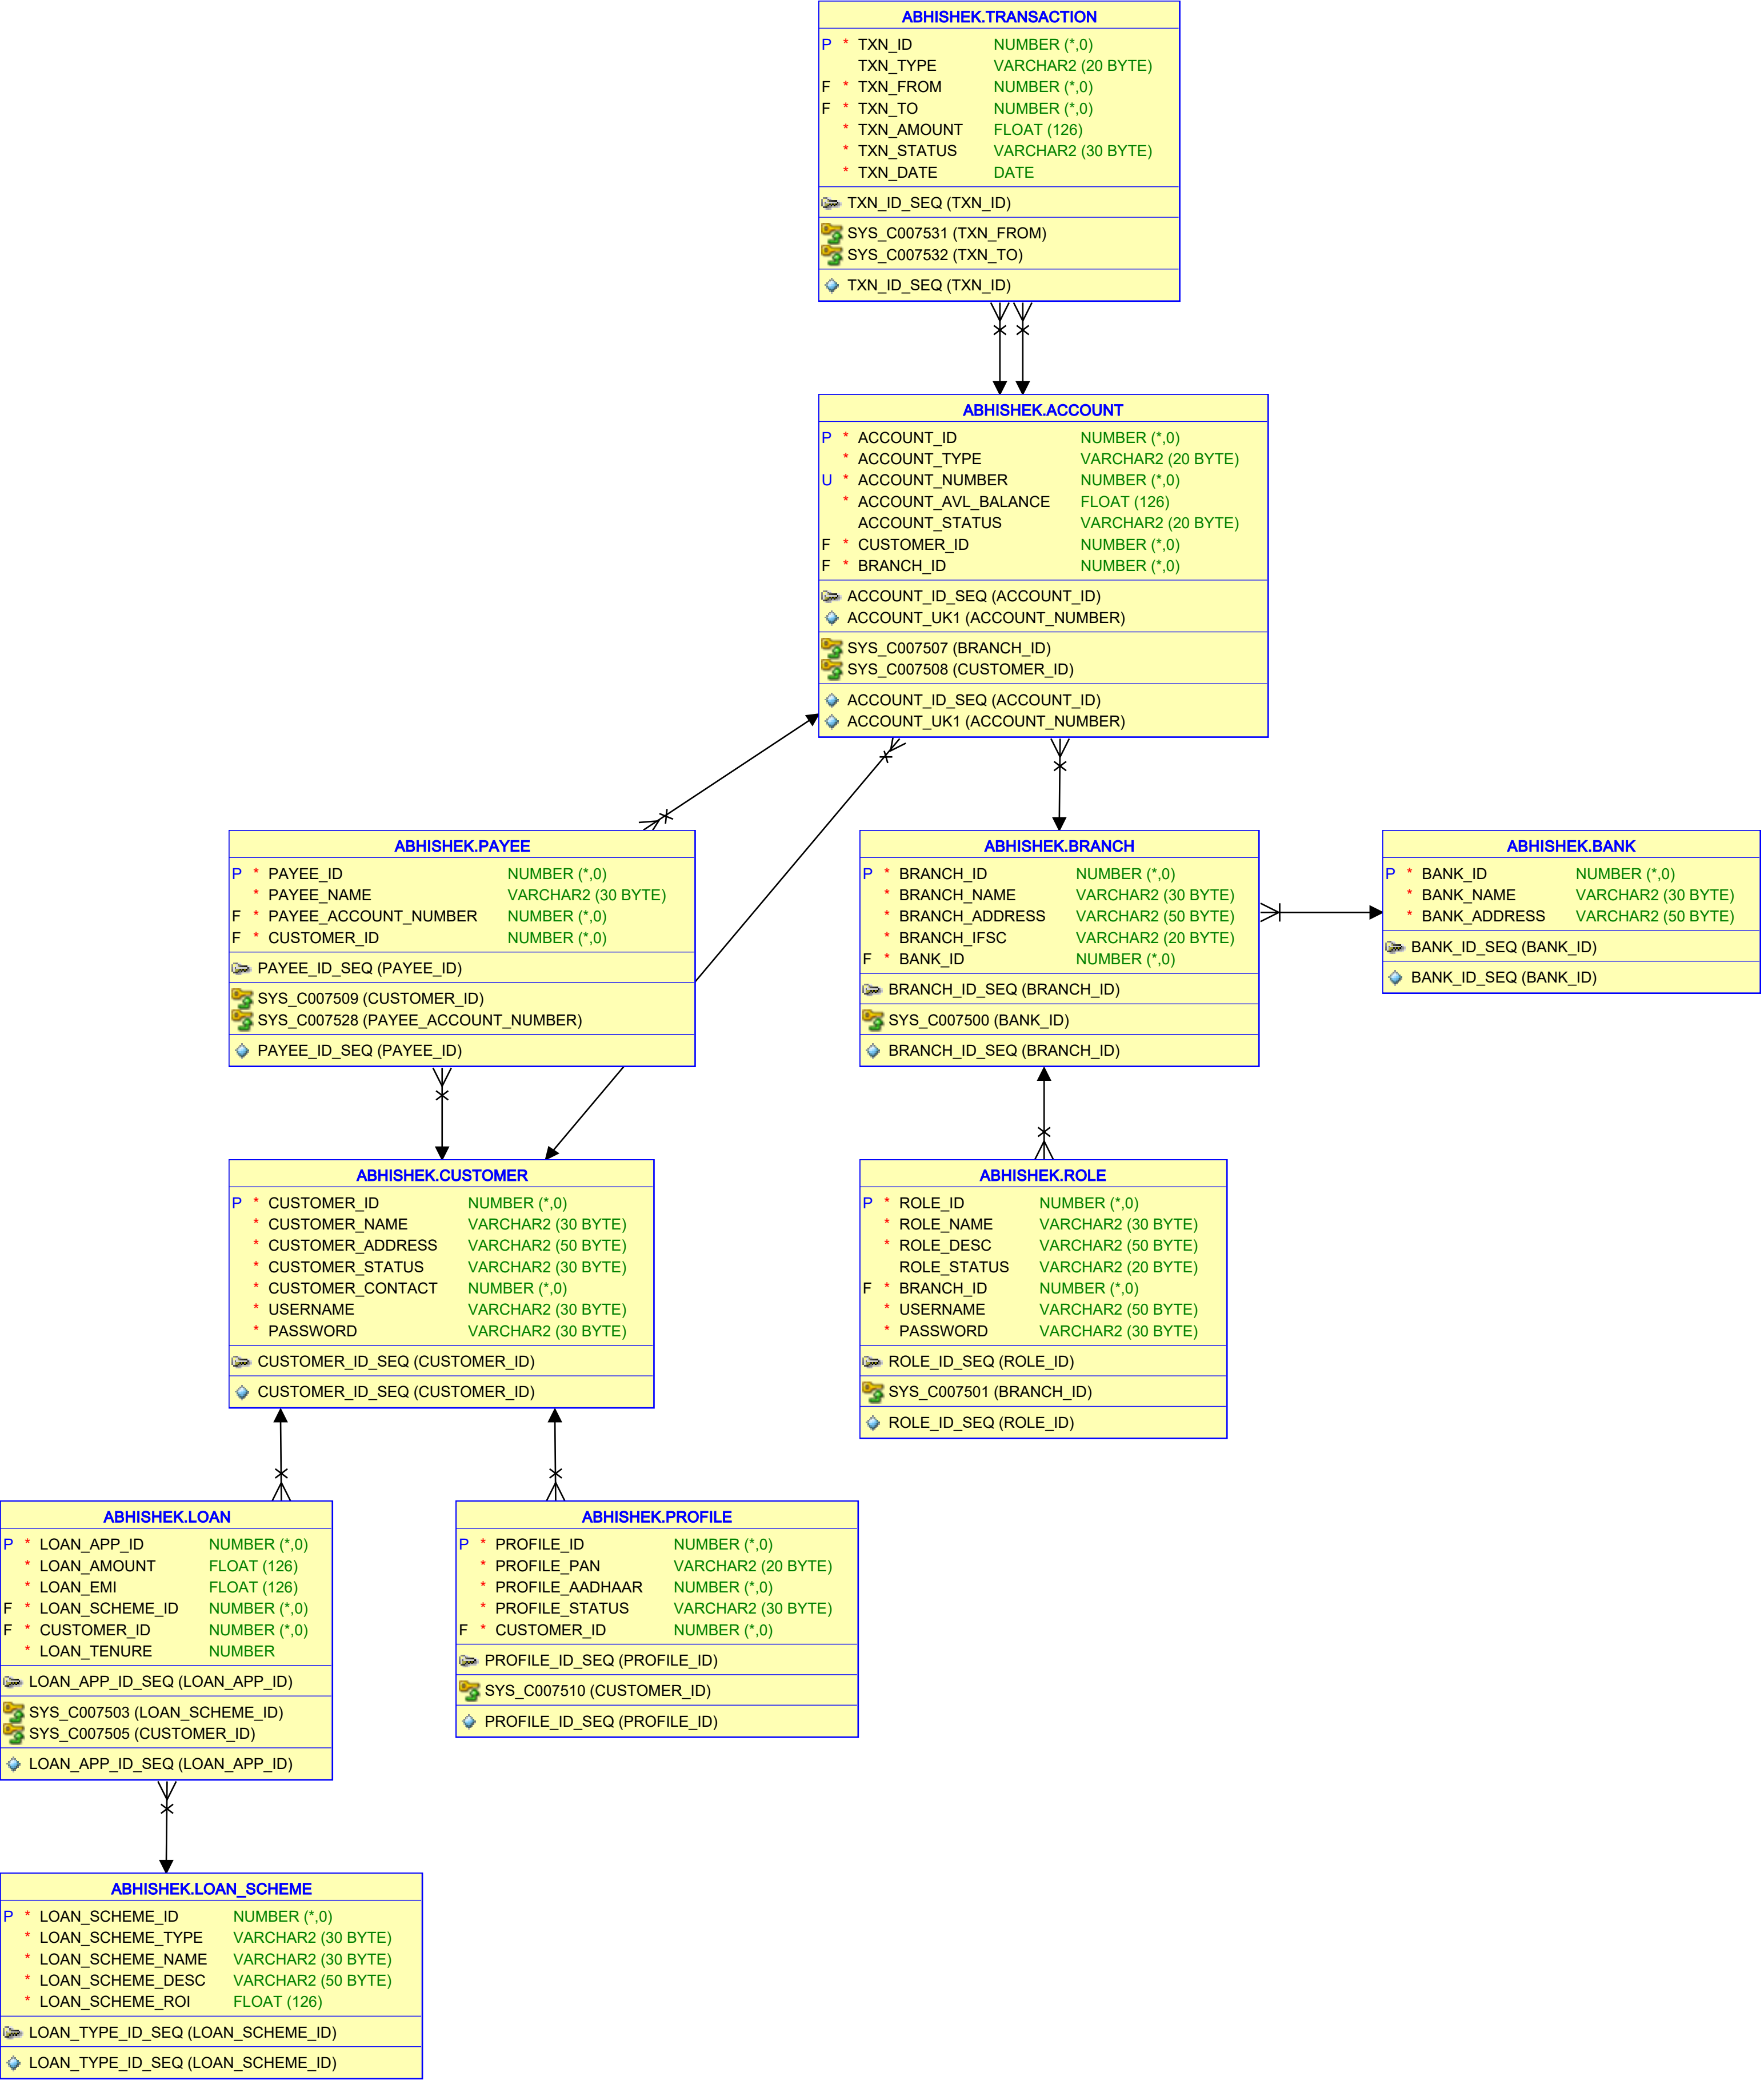 ABHISHEK.TRANSACTION
P * TXN_ID NUMBER (*,0)
TXN_TYPE VARCHAR2 (20 BYTE)
F * TXN_FROM NUMBER (*,0)
F * TXN_TO NUMBER (*,0)
* TXN_AMOUNT FLOAT (126)
* TXN_STATUS VARCHAR2 (30 BYTE)
* TXN_DATE DATE
TXN_ID_SEQ (TXN_ID)
SYS_C007531 (TXN_FROM)
SYS_C007532 (TXN_TO)
TXN_ID_SEQ (TXN_ID)
ABHISHEK.ACCOUNT
P * ACCOUNT_ID NUMBER (*,0)
* ACCOUNT_TYPE VARCHAR2 (20 BYTE)
U * ACCOUNT_NUMBER NUMBER (*,0)
* ACCOUNT_AVL_BALANCE FLOAT (126)
ACCOUNT_STATUS VARCHAR2 (20 BYTE)
F * CUSTOMER_ID NUMBER (*,0)
F * BRANCH_ID NUMBER (*,0)
ACCOUNT_ID_SEQ (ACCOUNT_ID)
ACCOUNT_UK1 (ACCOUNT_NUMBER)
SYS_C007507 (BRANCH_ID)
SYS_C007508 (CUSTOMER_ID)
ACCOUNT_ID_SEQ (ACCOUNT_ID)
ACCOUNT_UK1 (ACCOUNT_NUMBER)
ABHISHEK.PAYEE
P * PAYEE_ID NUMBER (*,0)
* PAYEE_NAME VARCHAR2 (30 BYTE)
F * PAYEE_ACCOUNT_NUMBER NUMBER (*,0)
F * CUSTOMER_ID NUMBER (*,0)
PAYEE_ID_SEQ (PAYEE_ID)
SYS_C007509 (CUSTOMER_ID)
SYS_C007528 (PAYEE_ACCOUNT_NUMBER)
PAYEE_ID_SEQ (PAYEE_ID)
ABHISHEK.BRANCH
P * BRANCH_ID NUMBER (*,0)
* BRANCH_NAME VARCHAR2 (30 BYTE)
* BRANCH_ADDRESS VARCHAR2 (50 BYTE)
* BRANCH_IFSC VARCHAR2 (20 BYTE)
F * BANK_ID NUMBER (*,0)
BRANCH_ID_SEQ (BRANCH_ID)
SYS_C007500 (BANK_ID)
BRANCH_ID_SEQ (BRANCH_ID)
ABHISHEK.BANK
P * BANK_ID NUMBER (*,0)
* BANK_NAME VARCHAR2 (30 BYTE)
* BANK_ADDRESS VARCHAR2 (50 BYTE)
BANK_ID_SEQ (BANK_ID)
BANK_ID_SEQ (BANK_ID)
ABHISHEK.CUSTOMER
P * CUSTOMER_ID NUMBER (*,0)
* CUSTOMER_NAME VARCHAR2 (30 BYTE)
* CUSTOMER_ADDRESS VARCHAR2 (50 BYTE)
* CUSTOMER_STATUS VARCHAR2 (30 BYTE)
* CUSTOMER_CONTACT NUMBER (*,0)
* USERNAME VARCHAR2 (30 BYTE)
* PASSWORD VARCHAR2 (30 BYTE)
CUSTOMER_ID_SEQ (CUSTOMER_ID)
CUSTOMER_ID_SEQ (CUSTOMER_ID)
ABHISHEK.ROLE
P * ROLE_ID NUMBER (*,0)
* ROLE_NAME VARCHAR2 (30 BYTE)
* ROLE_DESC VARCHAR2 (50 BYTE)
ROLE_STATUS VARCHAR2 (20 BYTE)
F * BRANCH_ID NUMBER (*,0)
* USERNAME VARCHAR2 (50 BYTE)
* PASSWORD VARCHAR2 (30 BYTE)
ROLE_ID_SEQ (ROLE_ID)
SYS_C007501 (BRANCH_ID)
ROLE_ID_SEQ (ROLE_ID)
ABHISHEK.LOAN
P * LOAN_APP_ID NUMBER (*,0)
* LOAN_AMOUNT FLOAT (126)
* LOAN_EMI FLOAT (126)
F * LOAN_SCHEME_ID NUMBER (*,0)
F * CUSTOMER_ID NUMBER (*,0)
* LOAN_TENURE NUMBER
LOAN_APP_ID_SEQ (LOAN_APP_ID)
SYS_C007503 (LOAN_SCHEME_ID)
SYS_C007505 (CUSTOMER_ID)
LOAN_APP_ID_SEQ (LOAN_APP_ID)
ABHISHEK.PROFILE
P * PROFILE_ID NUMBER (*,0)
* PROFILE_PAN VARCHAR2 (20 BYTE)
* PROFILE_AADHAAR NUMBER (*,0)
* PROFILE_STATUS VARCHAR2 (30 BYTE)
F * CUSTOMER_ID NUMBER (*,0)
PROFILE_ID_SEQ (PROFILE_ID)
SYS_C007510 (CUSTOMER_ID)
PROFILE_ID_SEQ (PROFILE_ID)
ABHISHEK.LOAN_SCHEME
P * LOAN_SCHEME_ID NUMBER (*,0)
* LOAN_SCHEME_TYPE VARCHAR2 (30 BYTE)
* LOAN_SCHEME_NAME VARCHAR2 (30 BYTE)
* LOAN_SCHEME_DESC VARCHAR2 (50 BYTE)
* LOAN_SCHEME_ROI FLOAT (126)
LOAN_TYPE_ID_SEQ (LOAN_SCHEME_ID)
LOAN_TYPE_ID_SEQ (LOAN_SCHEME_ID)